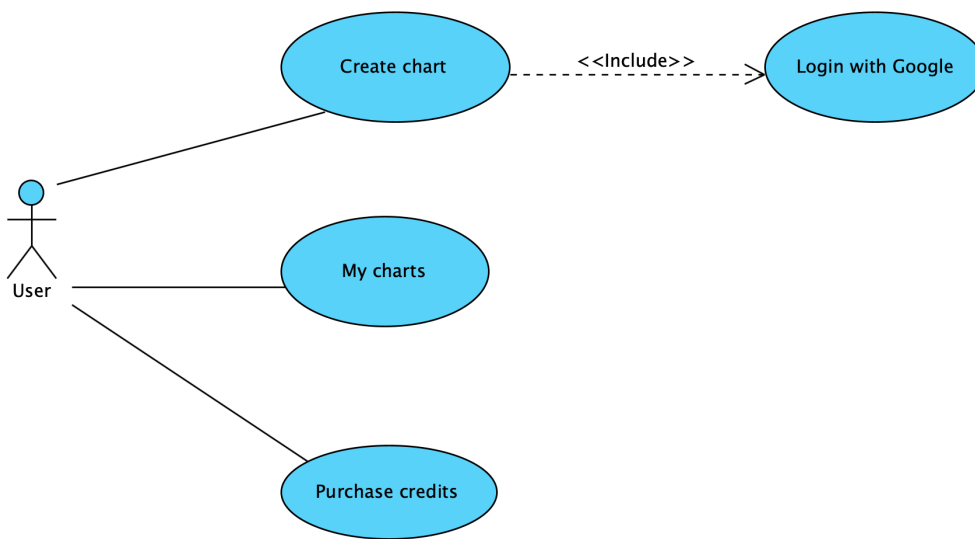 Create chart
<<Include>>
Login with Google
User
My charts
Purchase credits